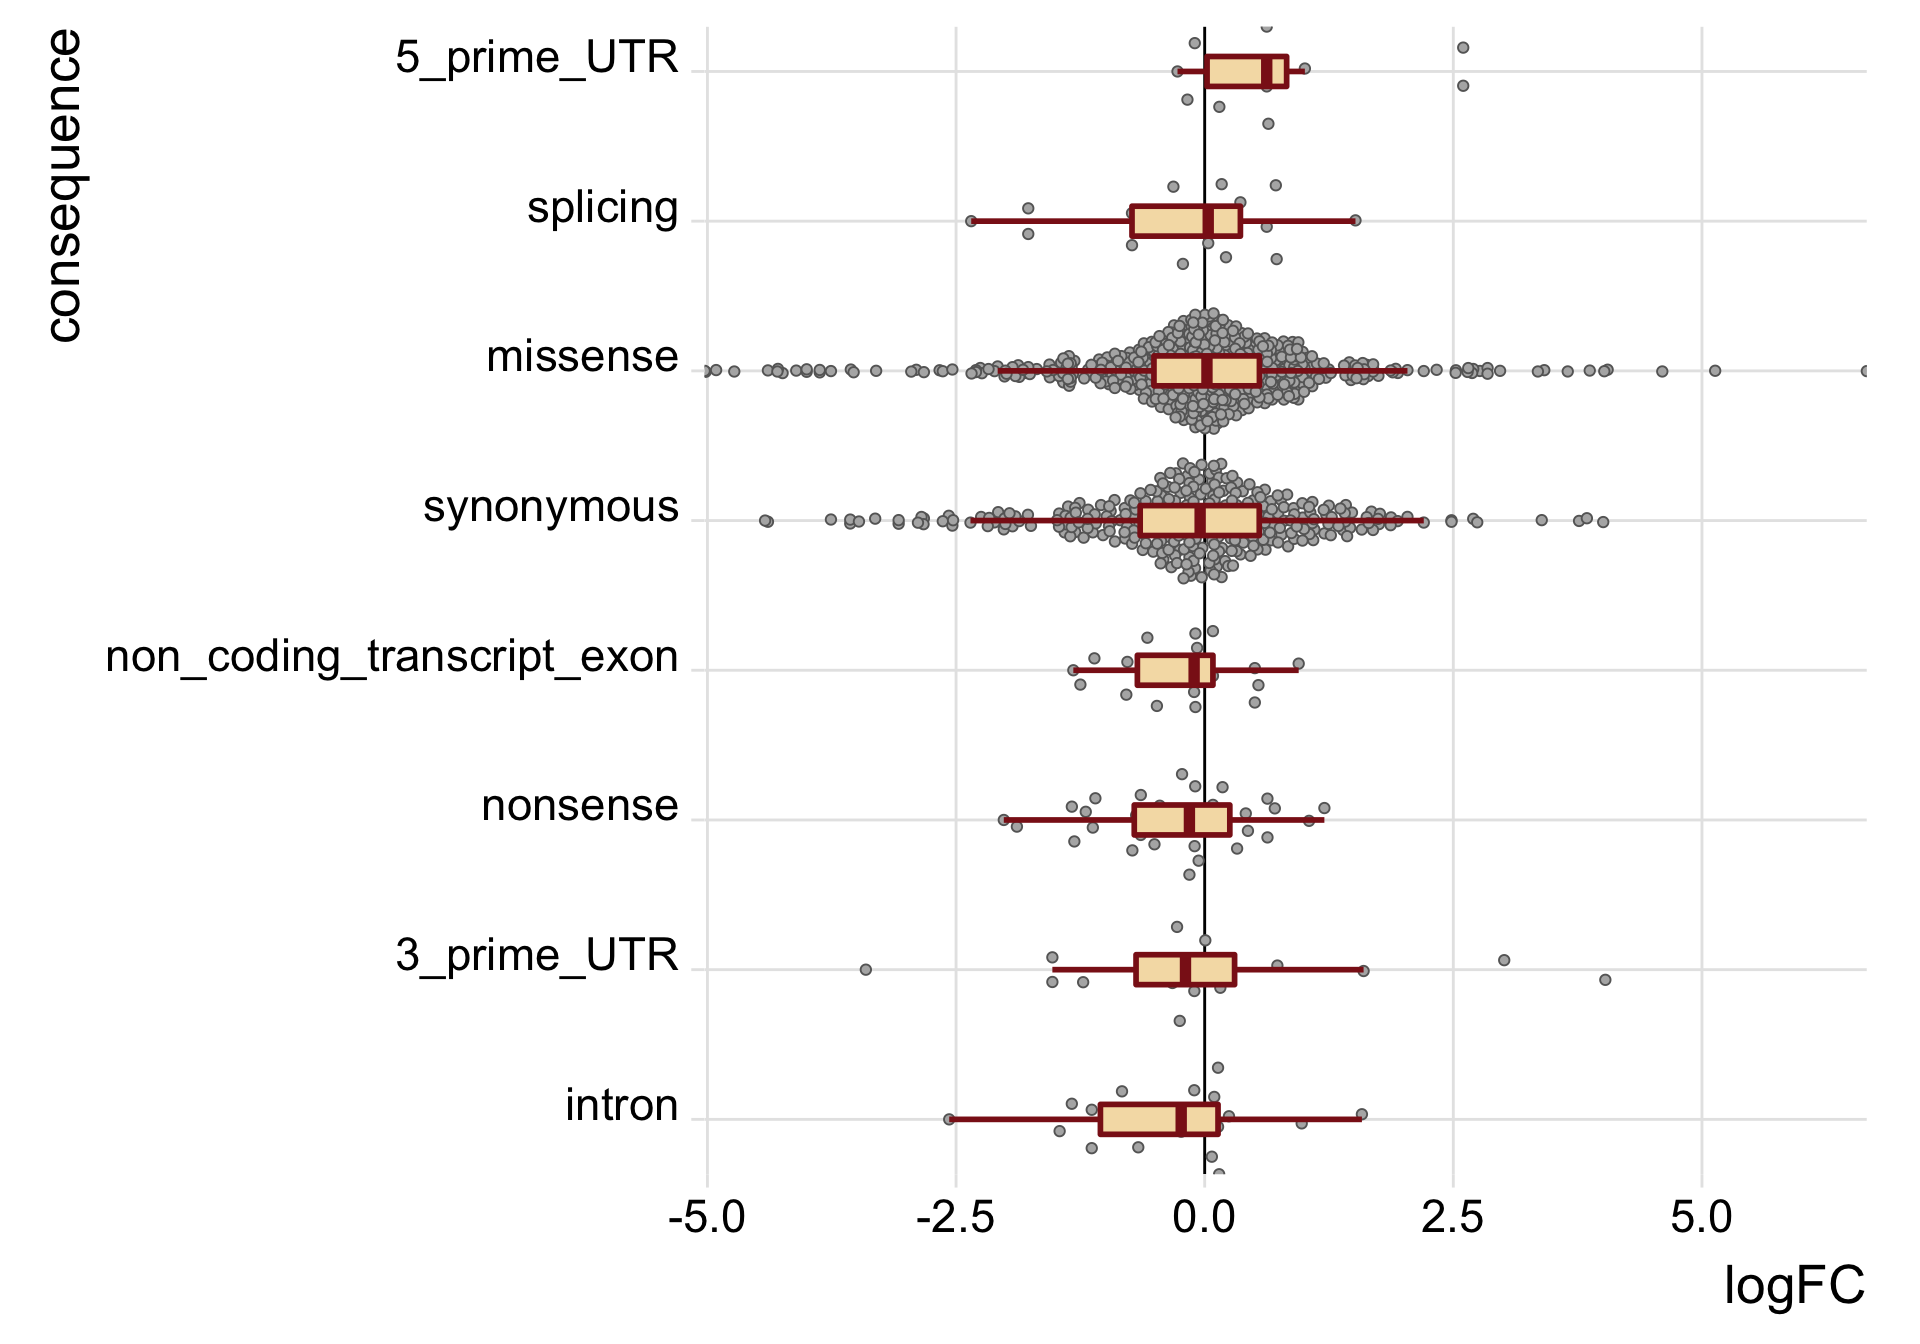 consequence
5_prime_UTR
splicing
missense
synonymous
non_coding_transcript_exon
nonsense
3_prime_UTR
intron
-5.0 -2.5 0.0 2.5 5.0
logFC